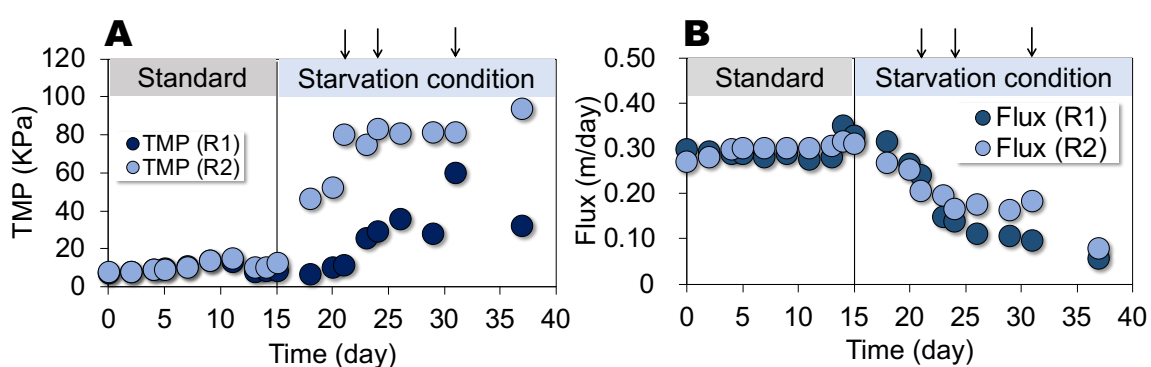 A
Standard
Starvation condition
TMP (KPa)
120
100
80
60
40
20
0
TMP (R1)
TMP (R2)
0 5 10 15 20 25 30 35 40
Time (day)
B
Standard
Starvation condition
Flux (m/day)
0.50
0.40
0.30
0.20
0.10
0
Flux (R1)
Flux (R2)
0 5 10 15 20 25 30 35 40
Time (day)